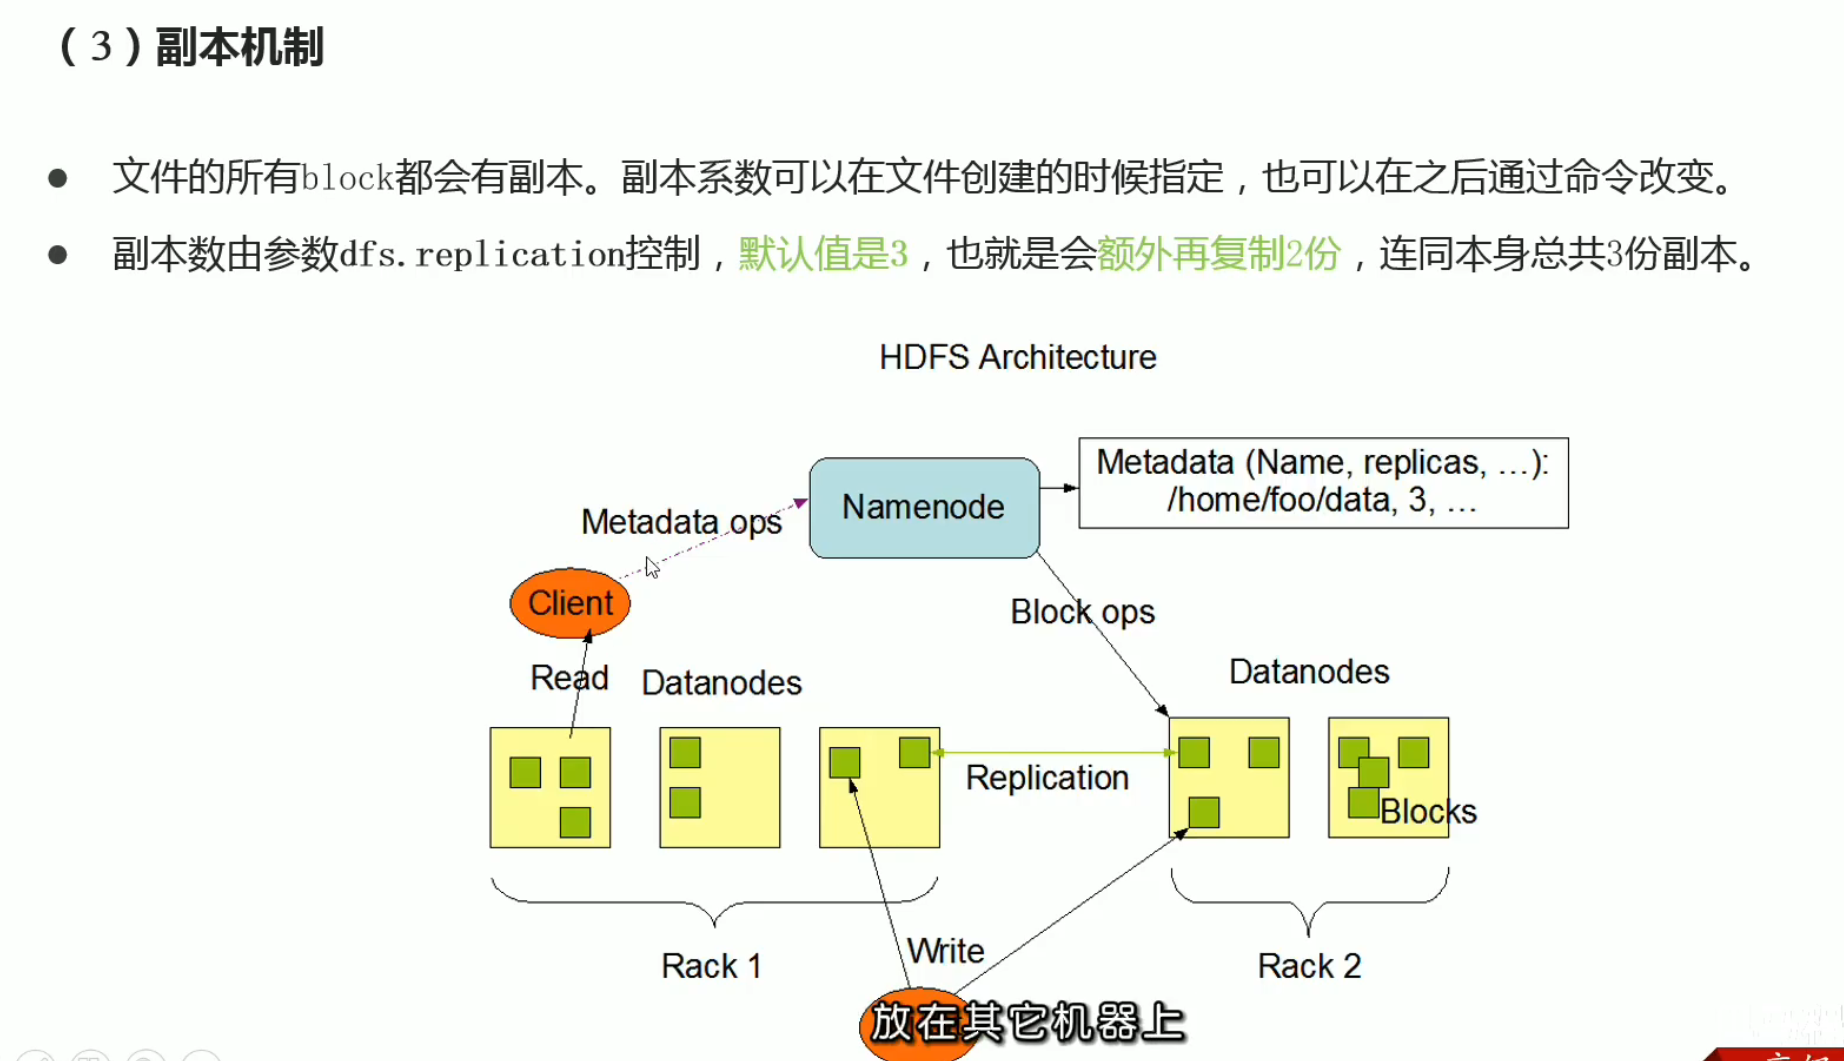 （3）副本机制
● 文件的所有block都会有副本。副本系数可以在文件创建的时候指定，也可以在之后通过命令改变。
● 副本数由参数dfs.replication控制，默认值是3，也就是会额外再复制2份，连同本身总共3份副本。
HDFS Architecture
Metadata (Name, replicas, …):
/home/foo/data, 3, …
Namenode
Metadata ops
Client
Block ops
Read
Datanodes
Datanodes
Replication
Blocks
Write
Rack 1
Rack 2
放在其它机器上